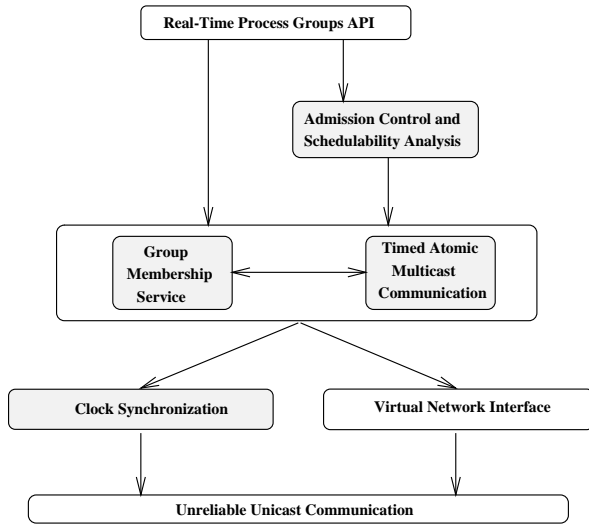 Real-Time Process Groups API
Admission Control and
Schedulability Analysis
Group
Membership
Service
Timed Atomic
Multicast
Communication
Clock Synchronization
Virtual Network Interface
Unreliable Unicast Communication